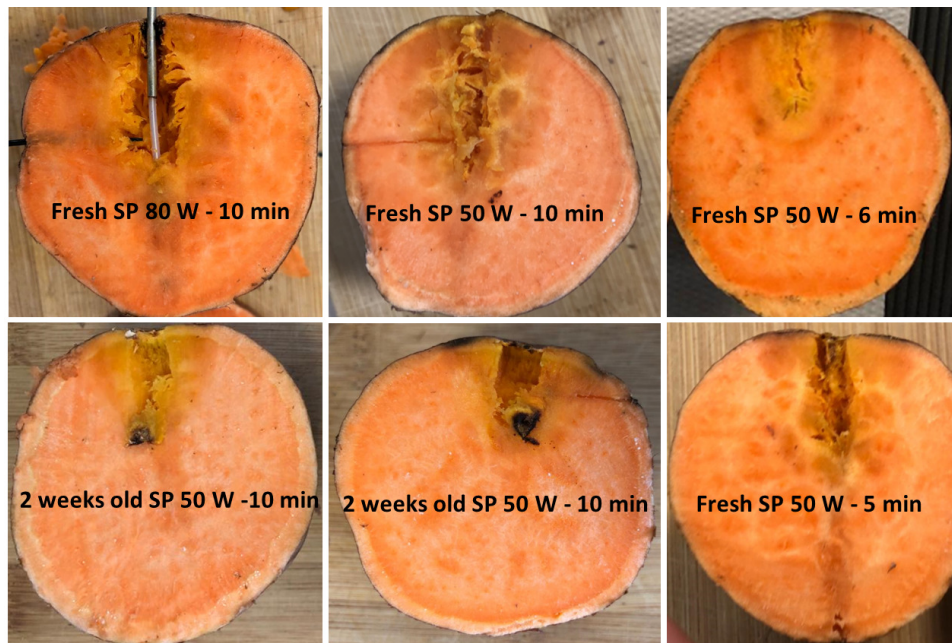 Fresh SP 80 W - 10 min
Fresh SP 50 W - 10 min
Fresh SP 50 W - 6 min
2 weeks old SP 50 W -10 min
2 weeks old SP 50 W - 10 min
Fresh SP 50 W - 5 min